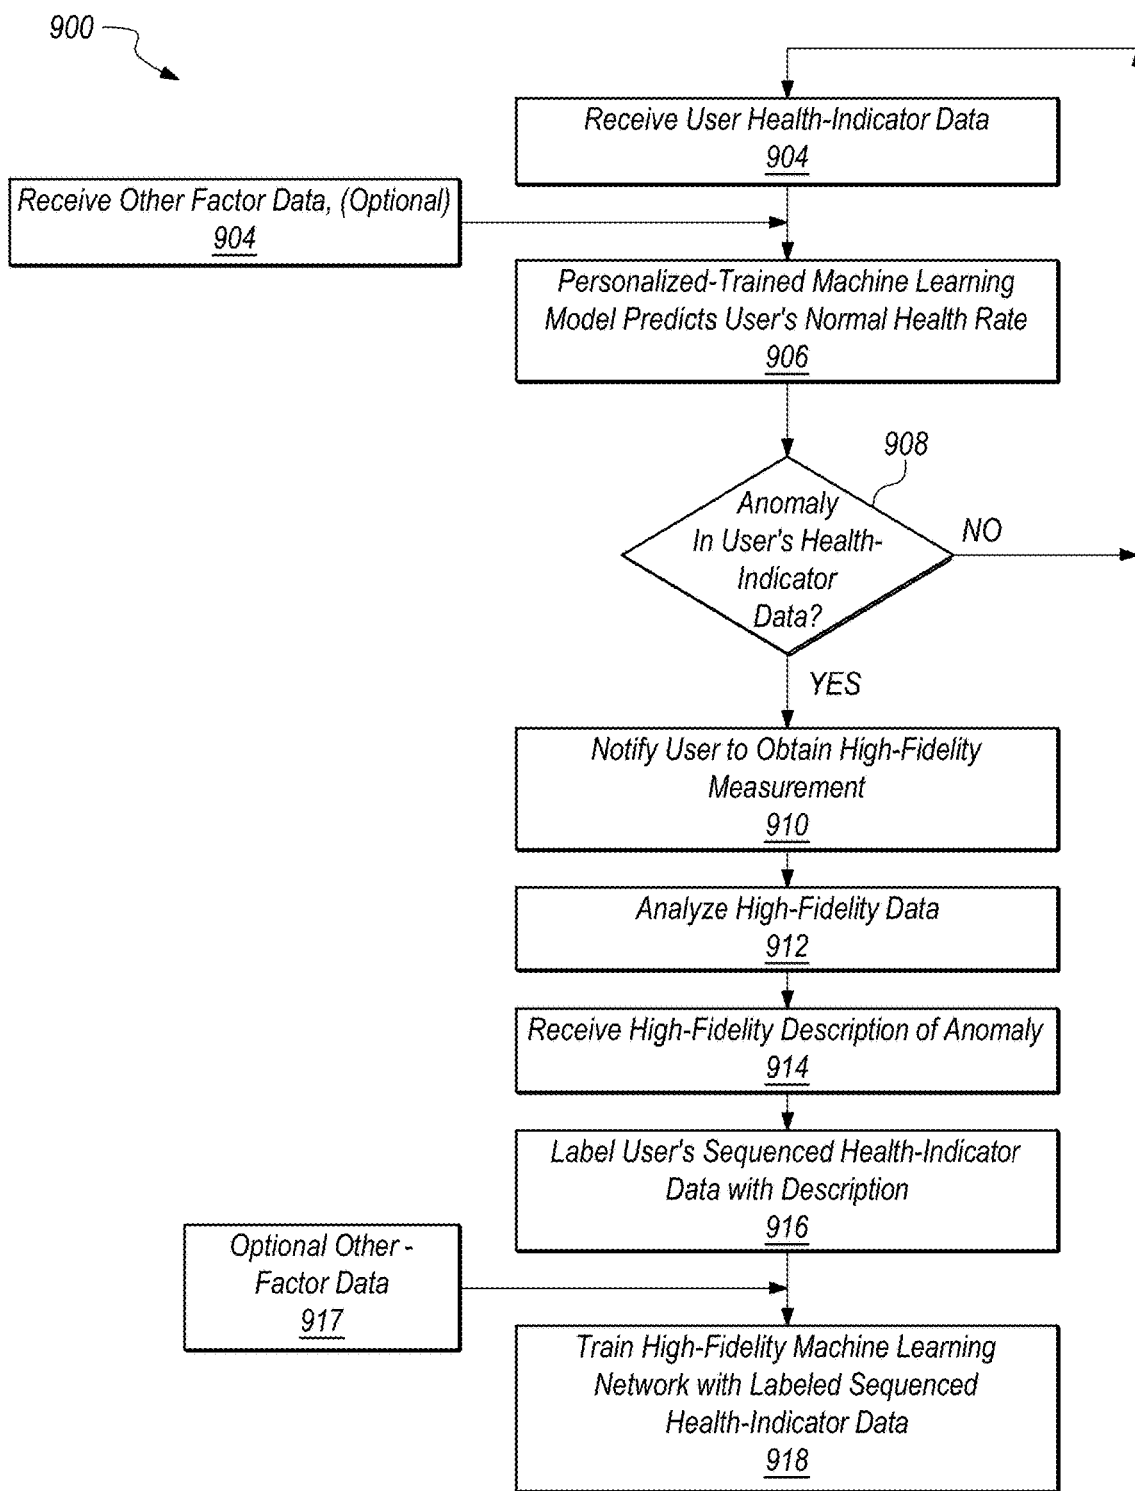 900
Receive User Health-Indicator Data
904
Receive Other Factor Data, (Optional)
904
Personalized-Trained Machine Learning
Model Predicts User's Normal Health Rate
906
908
Anomaly
In User's Health-
Indicator
Data?
NO
YES
Notify User to Obtain High-Fidelity
Measurement
910
Analyze High-Fidelity Data
912
Receive High-Fidelity Description of Anomaly
914
Label User's Sequenced Health-Indicator
Data with Description
916
Optional Other -
Factor Data
917
Train High-Fidelity Machine Learning
Network with Labeled Sequenced
Health-Indicator Data
918